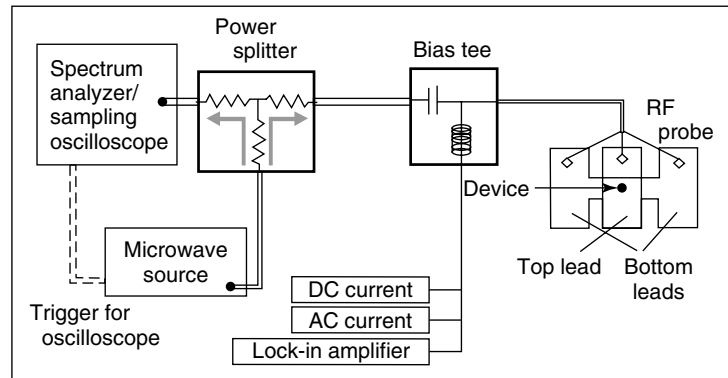 Power
splitter
Bias tee
Spectrum
analyzer/
sampling
oscilloscope
RF
probe
Device
Microwave
source
Top lead
Bottom
leads
Trigger for
oscilloscope
DC current
AC current
Lock-in amplifier